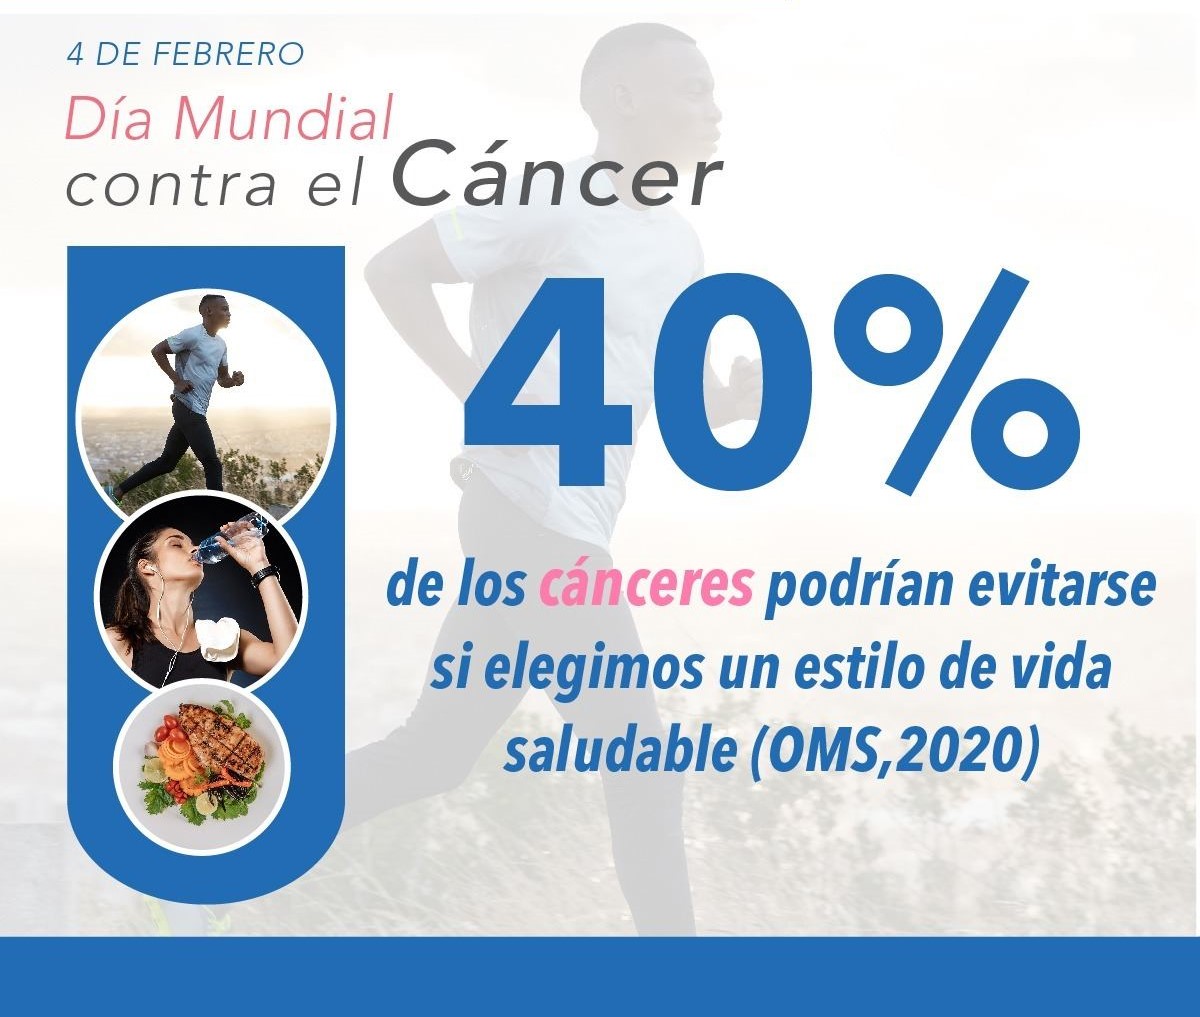 4 DE FEBRERO
Día Mundial
contra el Cáncer
40%
de los cánceres podrían evitarse
si elegimos un estilo de vida
saludable (OMS,2020)